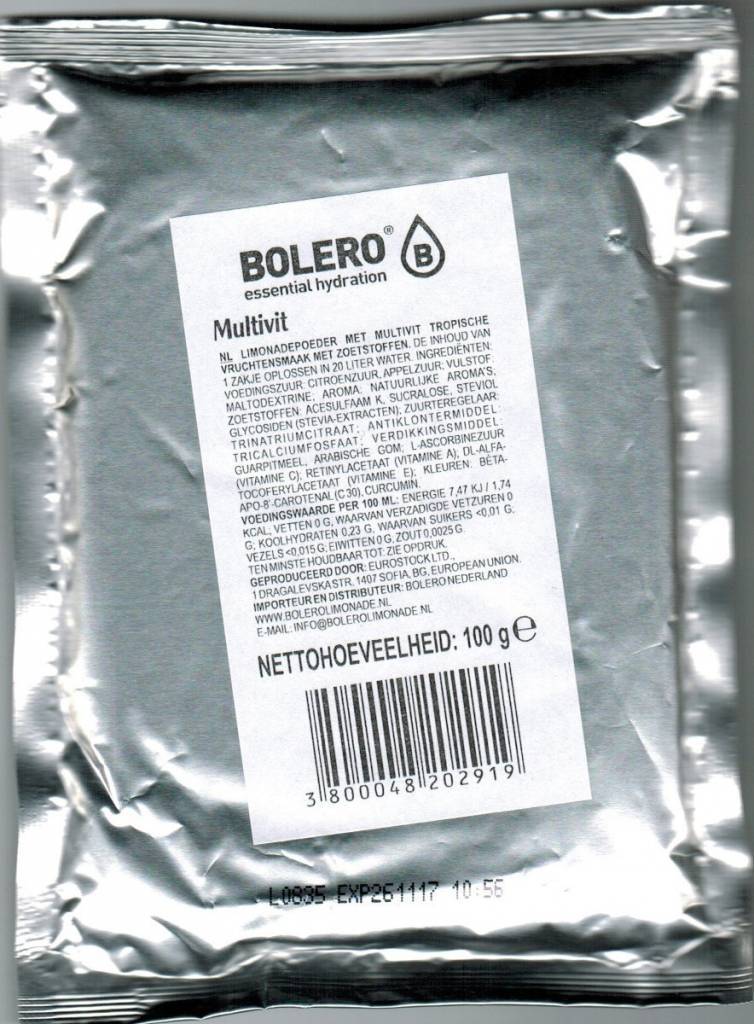 BOLERO®
B
essential hydration
Multivit
NL LIMONADEPOEDER MET MULTIVIT TROPISCHE
VRUCHTENSMAAK MET ZOETSTOFFEN. DE INHOUD VAN
1 ZAKJE OPLOSSEN IN 20 LITER WATER. INGREDIËNTEN:
VOEDINGSZUUR: CITROENZUUR, APPELZUUR; VULSTOF:
MALTODEXTRINE; AROMA, NATUURLIJKE AROMA'S;
ZOETSTOFFEN: ACESULFAAM K, SUCRALOSE, STEVIOL
GLYCOSIDEN (STEVIA-EXTRACTEN); ZUURTEREGELAAR:
TRINATRIUMCITRAAT; ANTIKLONTERMIDDEL:
TRICALCIUMFOSFAAT; VERDIKKINGSMIDDEL:
GUARPITMEEL, ARABISCHE GOM; L-ASCORBINEZUUR
(VITAMINE C); RETINYLACETAAT (VITAMINE A); DL-ALFA-
TOCOFERYLACETAAT (VITAMINE E); KLEUREN: BÈTA-
APO-8'-CAROTENAL (C 30), CURCUMIN.
VOEDINGSWAARDE PER 100 ML: ENERGIE 7,47 KJ / 1,74
KCAL; VETTEN 0 G, WAARVAN VERZADIGDE VETZUREN 0
G; KOOLHYDRATEN 0,23 G, WAARVAN SUIKERS <0,01 G;
VEZELS <0,015 G; EIWITTEN 0 G, ZOUT 0,0025 G.
TEN MINSTE HOUDBAAR TOT: ZIE OPDRUK.
GEPRODUCEERD DOOR: EUROSTOCK LTD.,
1 DRAGALEVSKA STR. 1407 SOFIA, BG, EUROPEAN UNION.
IMPORTEUR EN DISTRIBUTEUR: BOLERO NEDERLAND
WWW.BOLEROLIMONADE.NL
E-MAIL: INFO@BOLEROLIMONADE.NL
NETTOHOEVEELHEID: 100 g ℮
3 800048 202919
L0835 EXP261117 10:56